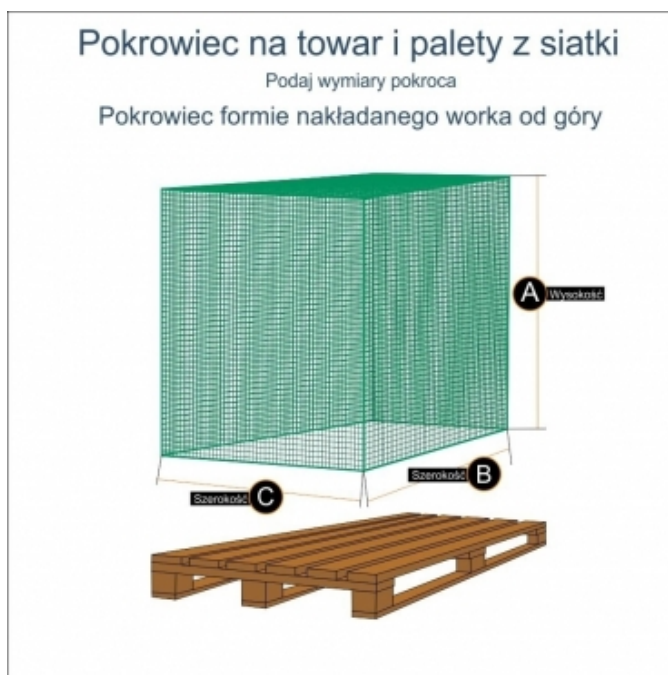 Pokrowiec na towar i palety z siatki
Podaj wymiary pokroca
Pokrowiec formie nakładanego worka od góry
A Wysokość
Szerokość B
Szerokość C